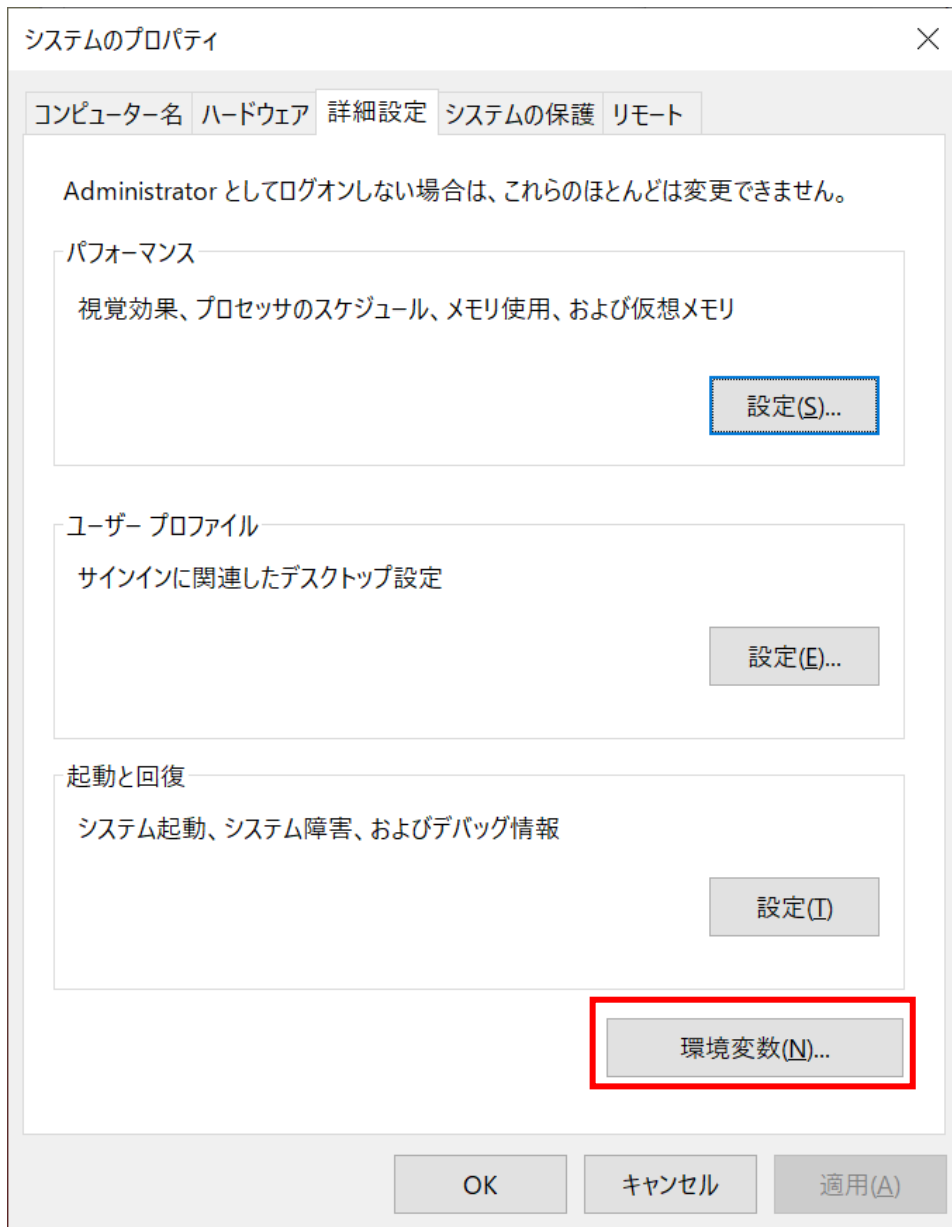 システムのプロパティ
コンピューター名 ハードウェア 詳細設定 システムの保護 リモート
Administrator としてログオンしない場合は、これらのほとんどは変更できません。
パフォーマンス
視覚効果、プロセッサのスケジュール、メモリ使用、および仮想メモリ
設定(S)...
ユーザー プロファイル
サインインに関連したデスクトップ設定
設定(E)...
起動と回復
システム起動、システム障害、およびデバッグ情報
設定(T)
環境変数(N)...
OK キャンセル 適用(A)